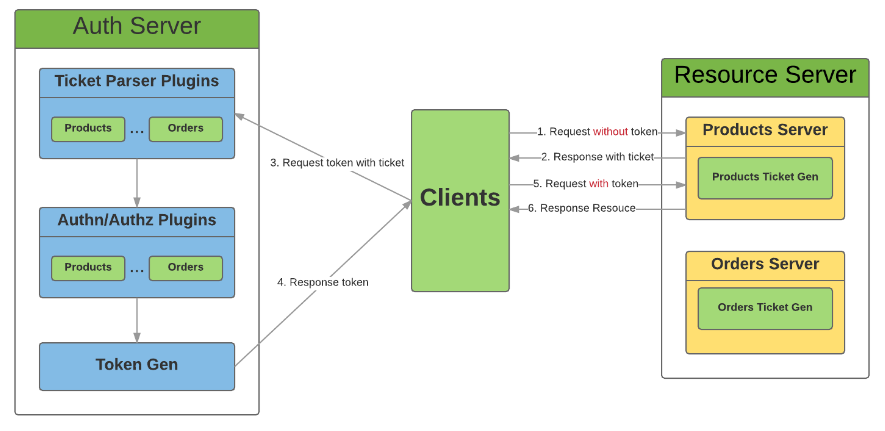 Auth Server
Ticket Parser Plugins
Products
...
Orders
Authn/Authz Plugins
Products
...
Orders
Token Gen
3. Request token with ticket
4. Response token
Clients
1. Request without token
2. Response with ticket
5. Request with token
6. Response Resouce
Resource Server
Products Server
Products Ticket Gen
Orders Server
Orders Ticket Gen